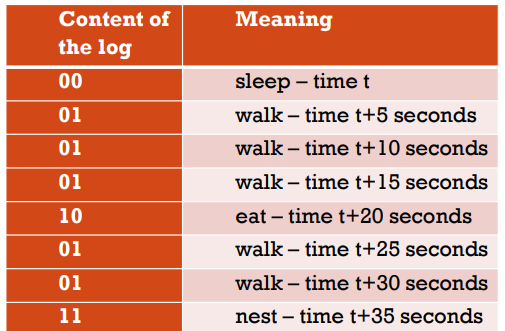 Content of the log Meaning
00 sleep – time t
01 walk – time t+5 seconds
01 walk – time t+10 seconds
01 walk – time t+15 seconds
10 eat – time t+20 seconds
01 walk – time t+25 seconds
01 walk – time t+30 seconds
11 nest – time t+35 seconds